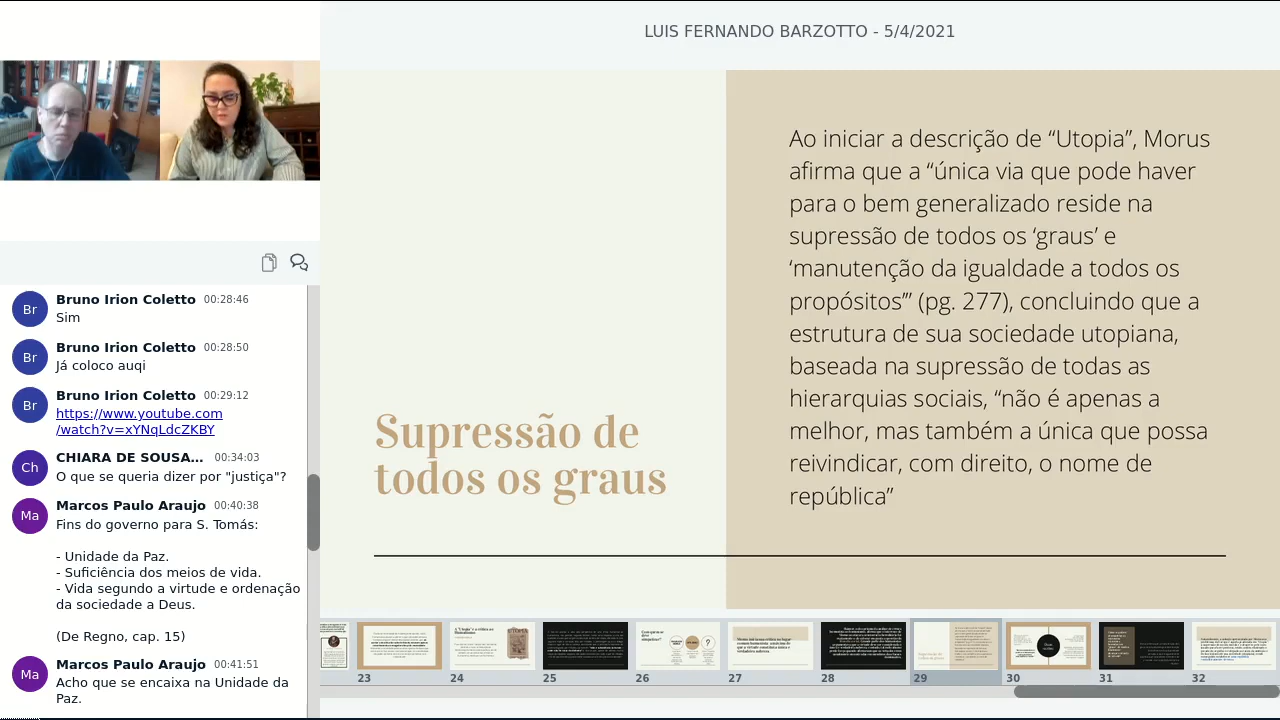 LUIS FERNANDO BARZOTTO - 5/4/2021
Br
Bruno Irion Coletto 00:28:46
Sim
Br
Bruno Irion Coletto 00:28:50
Já coloco auqi
Br
Bruno Irion Coletto 00:29:12
https://www.youtube.com
/watch?v=xYNqLdcZKBY
Ch
CHIARA DE SOUSA... 00:34:03
O que se queria dizer por "justiça"?
Ma
Marcos Paulo Araujo 00:40:38
Fins do governo para S. Tomás:
- Unidade da Paz.
- Suficiência dos meios de vida.
- Vida segundo a virtude e ordenação
da sociedade a Deus.
(De Regno, cap. 15)
Ma
Marcos Paulo Araujo 00:41:51
Acho que se encaixa na Unidade da
Paz.
Supressão de
todos os graus
Ao iniciar a descrição de “Utopia”, Morus
afirma que a “única via que pode haver
para o bem generalizado reside na
supressão de todos os ‘graus’ e
‘manutenção da igualdade a todos os
propósitos’” (pg. 277), concluindo que a
estrutura de sua sociedade utopiana,
baseada na supressão de todas as
hierarquias sociais, “não é apenas a
melhor, mas também a única que possa
reivindicar, com direito, o nome de
república”
23 24 25 26 27 28 29 30 31 32